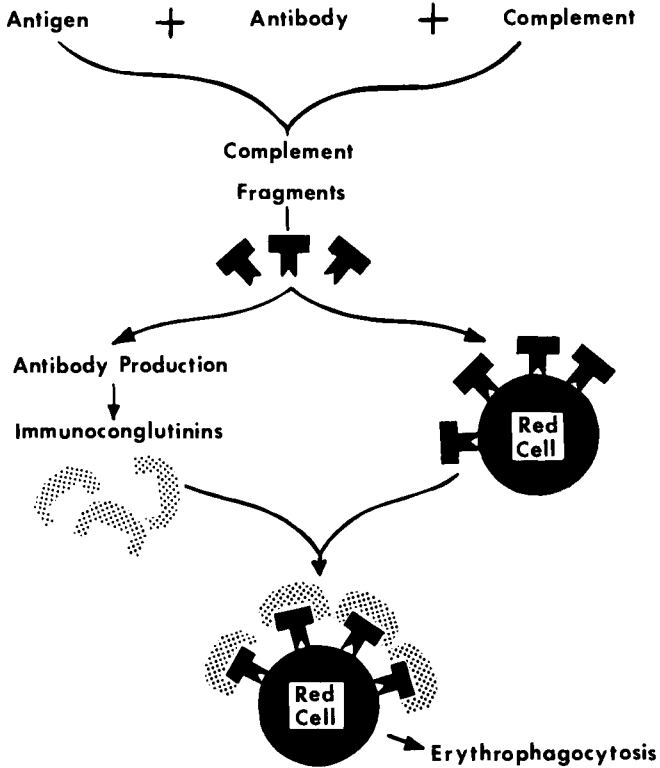 Antigen + Antibody + Complement
Complement
Fragments
Antibody Production
Immunoconglutinins
Red
Cell
Red
Cell
Erythrophagocytosis